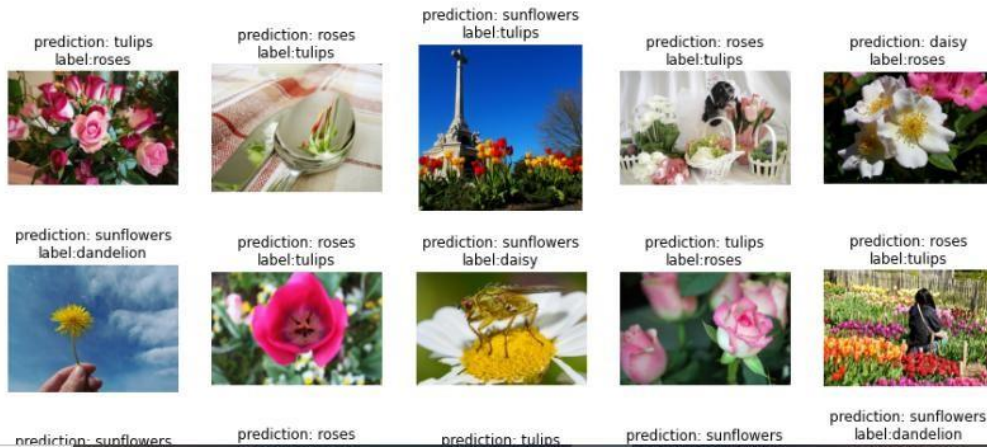 prediction: tulips
label:roses
prediction: roses
label:tulips
prediction: sunflowers
label:tulips
prediction: roses
label:tulips
prediction: daisy
label:roses
prediction: sunflowers
label:dandelion
prediction: roses
label:tulips
prediction: sunflowers
label:daisy
prediction: tulips
label:roses
prediction: roses
label:tulips
prediction: sunflowers
prediction: roses
prediction: tulips
prediction: sunflowers
prediction: sunflowers
label:dandelion